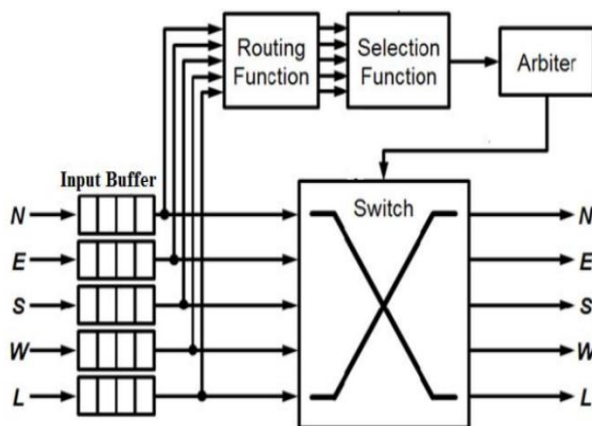 Routing
Function
Selection
Function
Arbiter
Input Buffer
Switch
N N
E E
S S
W W
L L